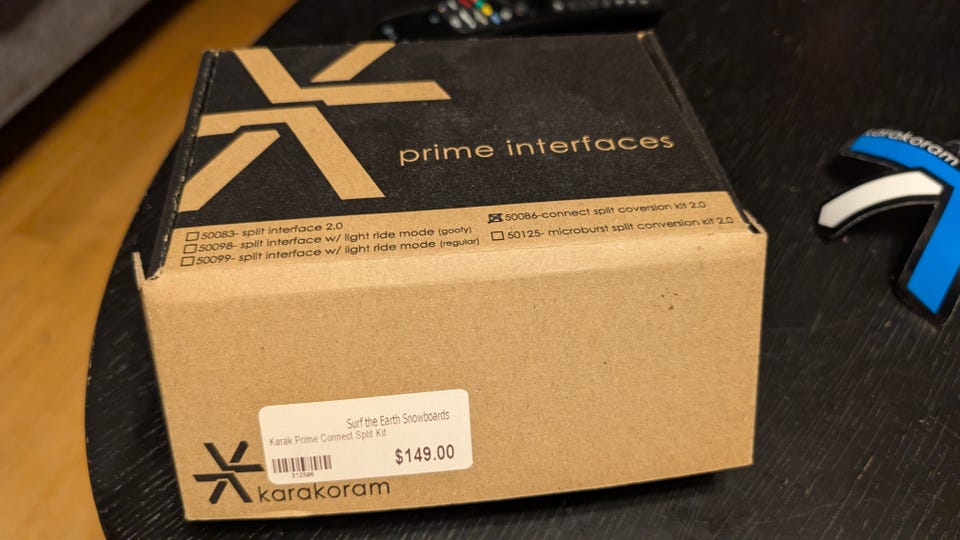 prime interfaces
50083- split interface 2.0
50098- split interface w/ light ride mode (goofy)
50099- split interface w/ light ride mode (regular)
50086-connect split coversion kit 2.0
50125- microburst split conversion kit 2.0
Surf the Earth Snowboards
Karak Prime Connect Split Kit
$149.00
212586
karakoram
karakoram